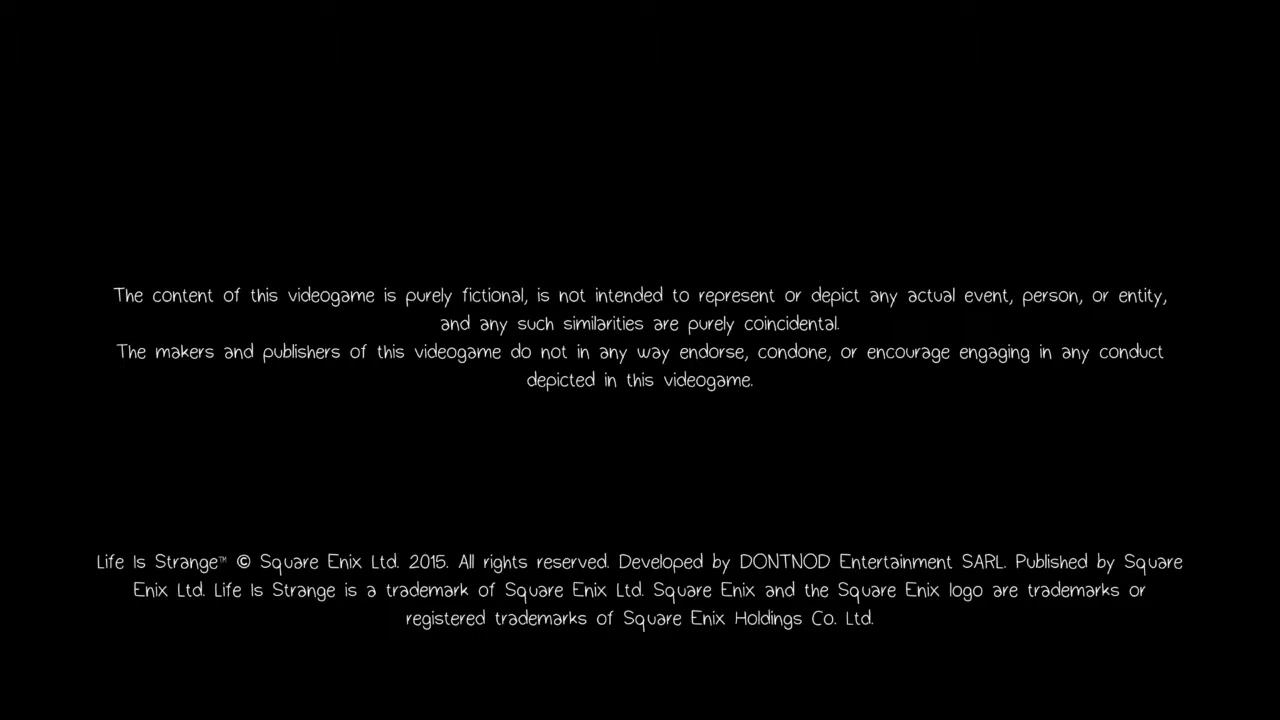 The content of this videogame is purely fictional, is not intended to represent or depict any actual event, person, or entity,
and any such similarities are purely coincidental.
The makers and publishers of this videogame do not in any way endorse, condone, or encourage engaging in any conduct
depicted in this videogame.
Life Is Strange™ © Square Enix Ltd. 2015. All rights reserved. Developed by DONTNOD Entertainment SARL. Published by Square
Enix Ltd. Life Is Strange is a trademark of Square Enix Ltd. Square Enix and the Square Enix logo are trademarks or
registered trademarks of Square Enix Holdings Co. Ltd.